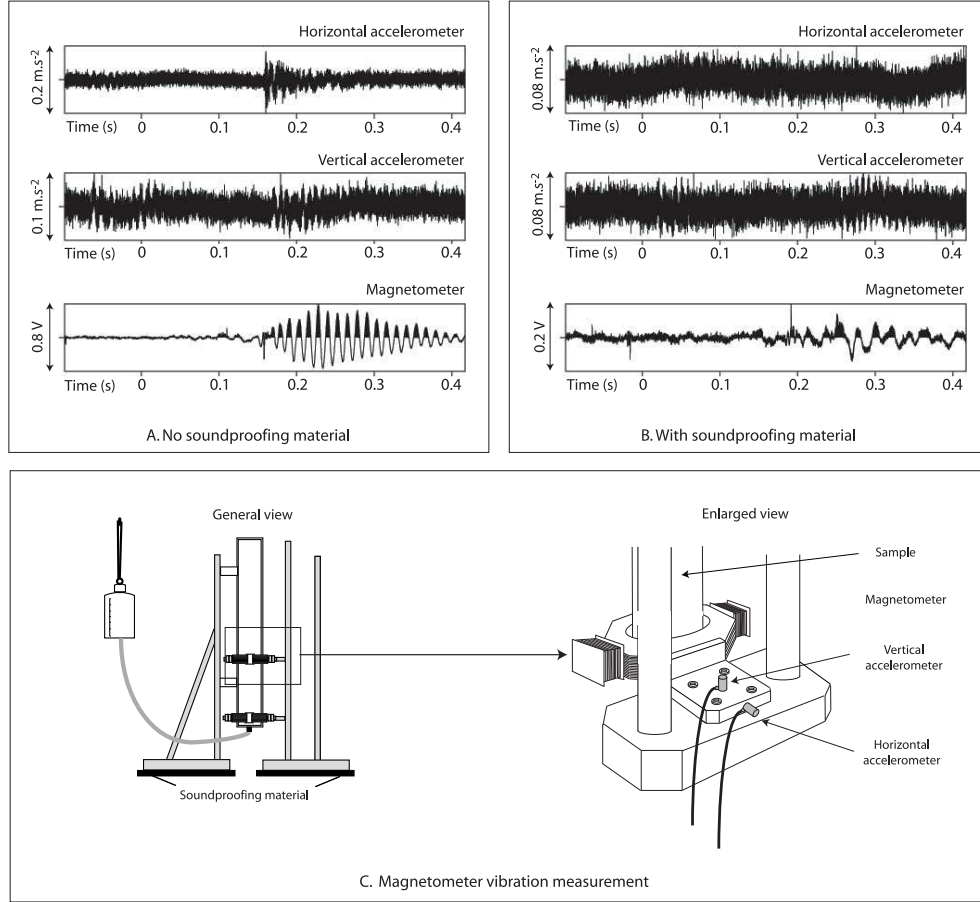 Horizontal accelerometer
0.2 m.s-2
Time (s) 0 0.1 0.2 0.3 0.4
Vertical accelerometer
0.1 m.s-2
Time (s) 0 0.1 0.2 0.3 0.4
Magnetometer
0.8 V
Time (s) 0 0.1 0.2 0.3 0.4
A. No soundproofing material
Horizontal accelerometer
0.08 m.s-2
Time (s) 0 0.1 0.2 0.3 0.4
Vertical accelerometer
0.08 m.s-2
Time (s) 0 0.1 0.2 0.3 0.4
Magnetometer
0.2 V
Time (s) 0 0.1 0.2 0.3 0.4
B. With soundproofing material
General view
Soundproofing material
Enlarged view
Sample
Magnetometer
Vertical
accelerometer
Horizontal
accelerometer
C. Magnetometer vibration measurement